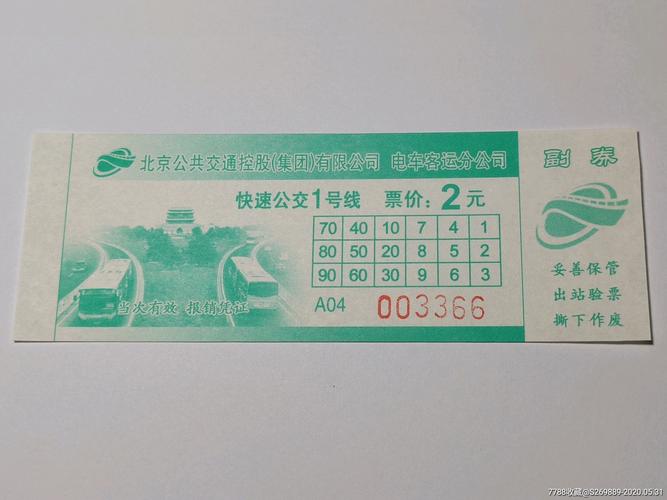 北京公共交通控股(集团)有限公司 电车客运分公司
快速公交1号线 票价：2元
70 40 10 7 4 1
80 50 20 8 5 2
90 60 30 9 6 3
A04 003366
当次有效 报销凭证
副券
妥善保管
出站验票
撕下作废
7788收藏@S269889-2020.05.31